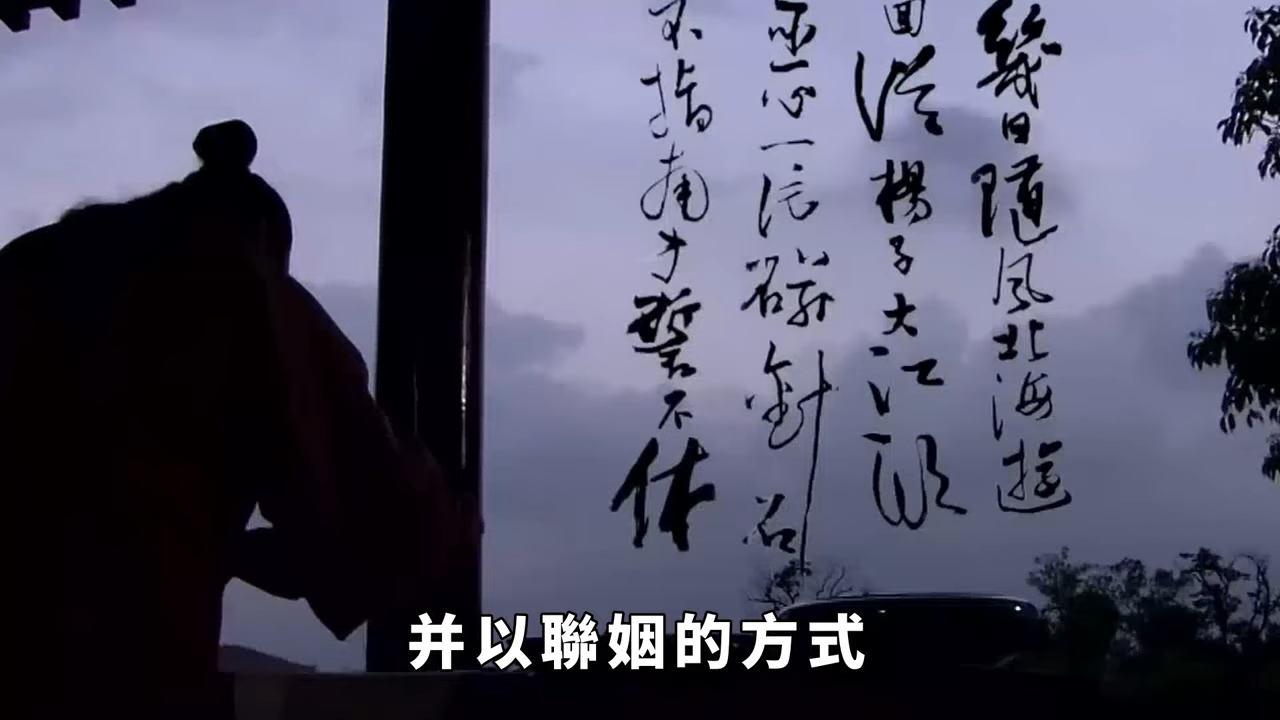 幾日隨風北海遊
回從楊子大江頭
臣心一片磁針石
不指南方誓不休
并以聯姻的方式